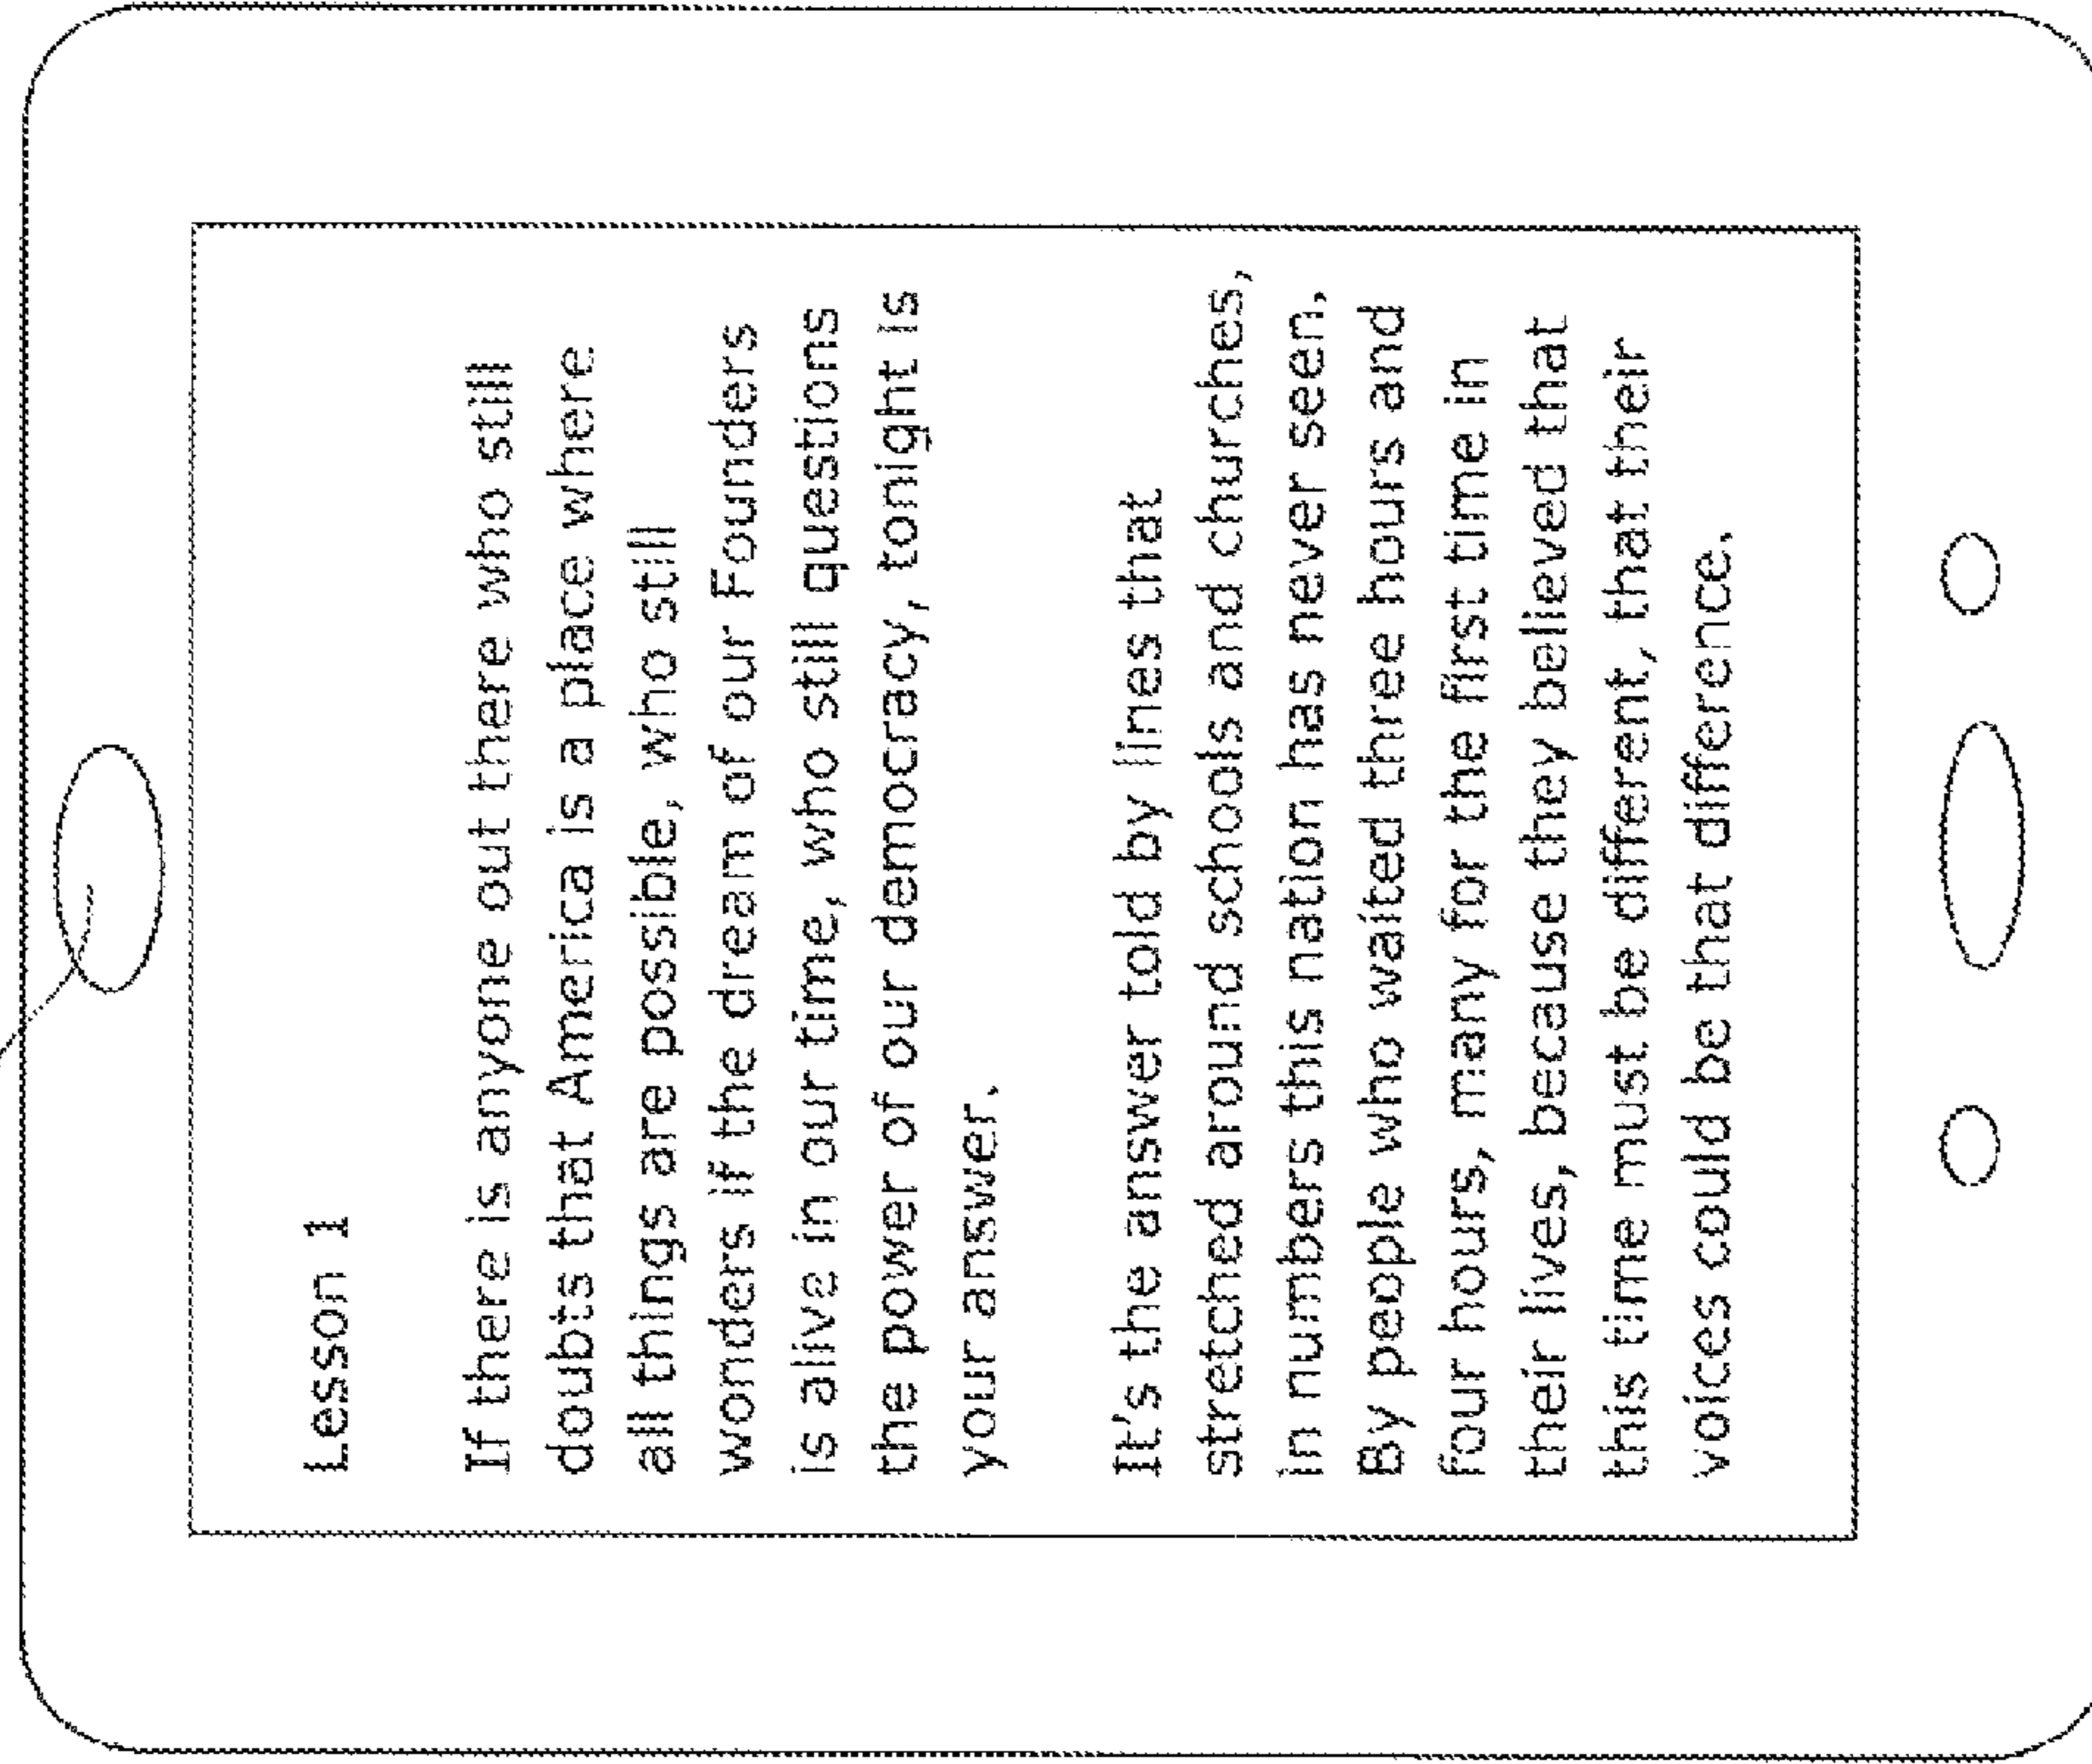 Lesson 1
If there is anyone out there who still
doubts that America is a place where
all things are possible, who still
wonders if the dream of our Founders
is alive in our time, who still questions
the power of our democracy, tonight is
your answer.
It's the answer told by lines that
stretched around schools and churches,
in numbers this nation has never seen.
By people who waited three hours and
four hours, many for the first time in
their lives, because they believed that
this time must be different, that their
voices could be that difference.